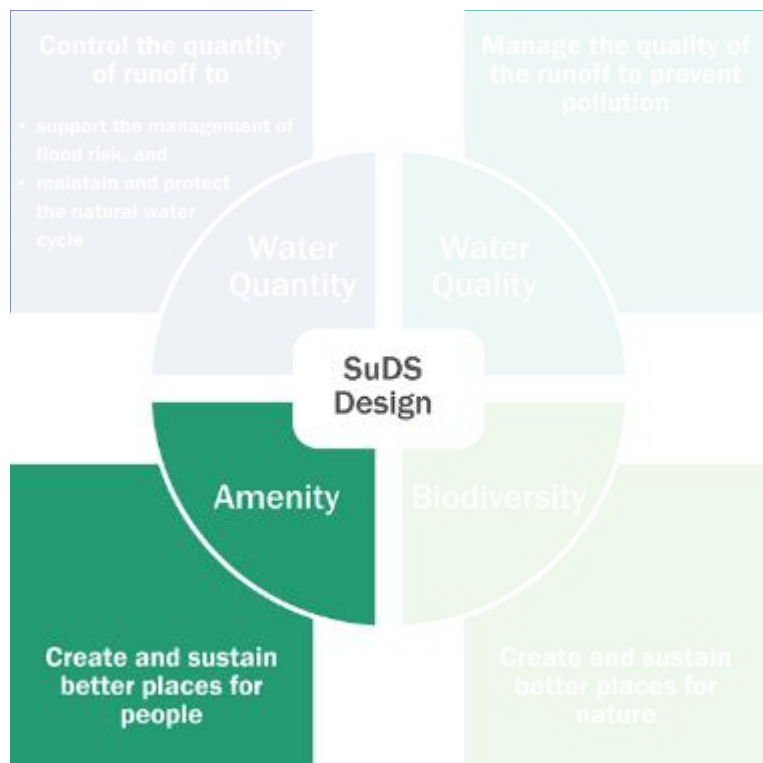 Control the quantity
of runoff to
• support the management of
flood risk, and
• maintain and protect
the natural water
cycle
Manage the quality of
the runoff to prevent
pollution
Water
Quantity
Water
Quality
SuDS
Design
Amenity
Biodiversity
Create and sustain
better places for
people
Create and sustain
better places for
nature